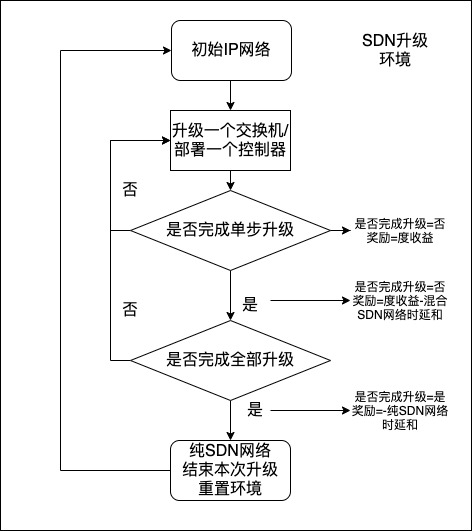 初始IP网络
SDN升级
环境
升级一个交换机/
部署一个控制器
否
是否完成单步升级
是否完成升级=否
奖励=度收益
是
是否完成升级=否
奖励=度收益-混合
SDN网络时延和
否
是否完成全部升级
是
是否完成升级=是
奖励=-纯SDN网络
时延和
纯SDN网络
结束本次升级
重置环境